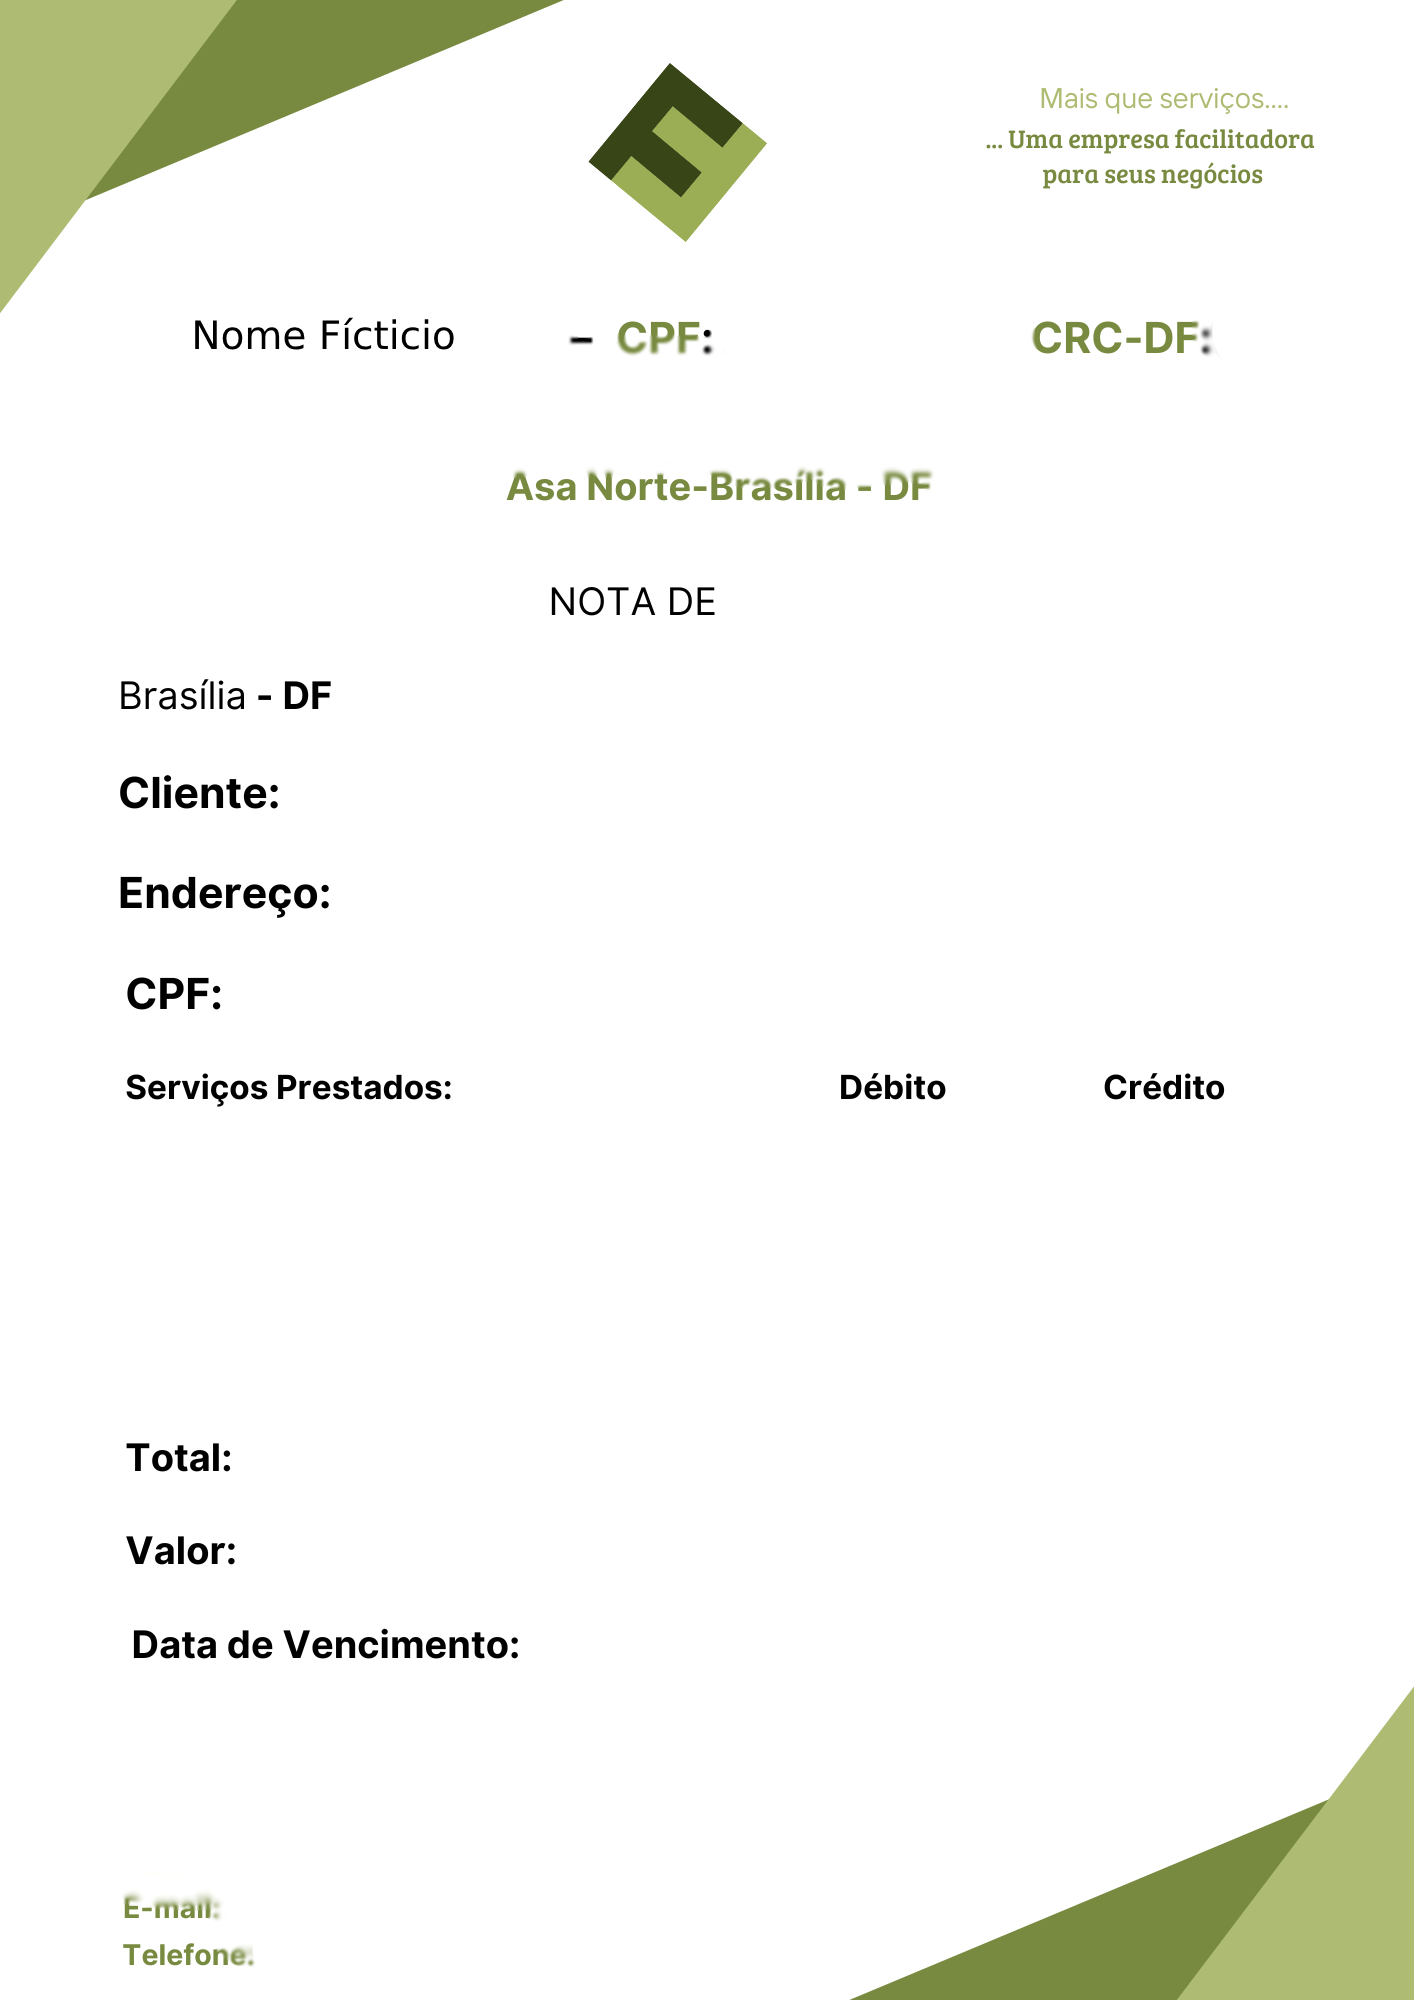 Mais que serviços....
... Uma empresa facilitadora
para seus negócios
Nome Fícticio – CPF: CRC-DF:
Asa Norte-Brasília - DF
NOTA DE
Brasília - DF
Cliente:
Endereço:
CPF:
Serviços Prestados: Débito Crédito
Total:
Valor:
Data de Vencimento:
E-mail:
Telefone: